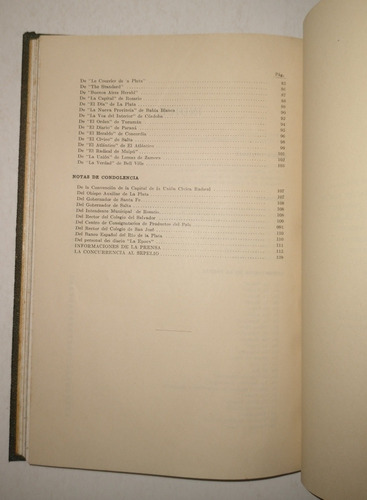 Pág.
De "La Courrier de a Plata"
De "The Standard"
De "Buenos Aires Herald"
De "La Capital" de Rosario
De "El Día" de La Plata
De "La Nueva Provincia" de Bahía Blanca
De "La Voz del Interior" de Córdoba
De "El Orden" de Tucumán
De "El Diario" de Paraná
De "El Heraldo" de Concordia
De "El Cívico" de Salta
De "El Radical de Maipú"
De "El Atlántico" de El Atlántico
De "La Unión" de Lomas de Zamora
De "La Verdad" de Bell Ville
NOTAS DE CONDOLENCIA
De la Convención de la Capital de la Unión Cívica Radical 107
Del Obispo Auxiliar de La Plata
Del Gobernador de Santa Fe
Del Gobernador de Salta
Del Intendente Municipal de Rosario
Del Rector del Colegio del Salvador
Del Centro de Consignatarios de Productos del País
Del Rector del Colegio de San José
Del Banco Español del Río de la Plata 110
Del personal del diario "La Epoca"
INFORMACIONES DE LA PRENSA
LA CONCURRENCIA AL SEPELIO